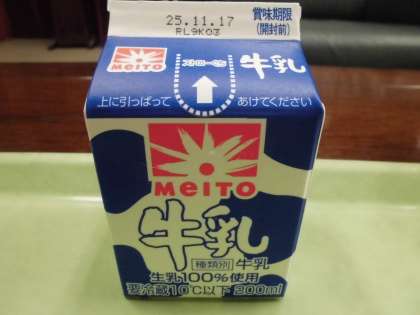 25.11.17
RL9K03
賞味期限
(開封前)
MEITO
牛乳
上に引っぱって
あけてください
MEITO
牛乳
種類別 牛乳
生乳100%使用
要冷蔵10℃以下 200ml